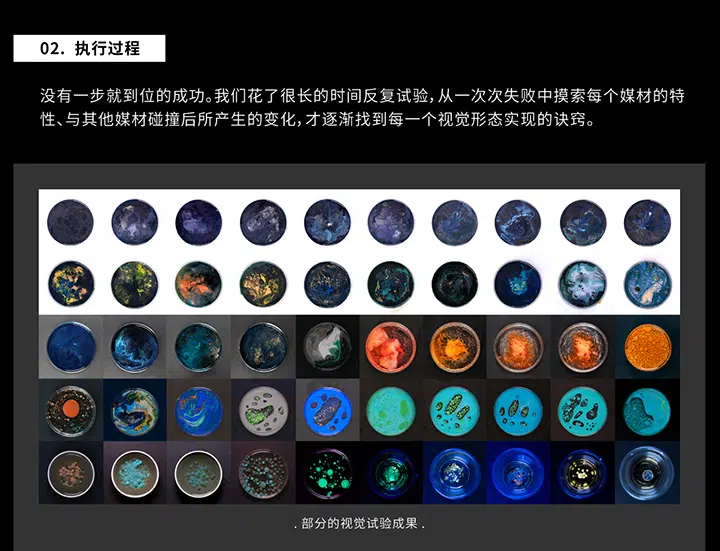 02. 执行过程
没有一步就到位的成功。我们花了很长的时间反复试验，从一次次失败中摸索每个媒材的特
性、与其他媒材碰撞后所产生的变化，才逐渐找到每一个视觉形态实现的诀窍。
. 部分的视觉试验成果 .